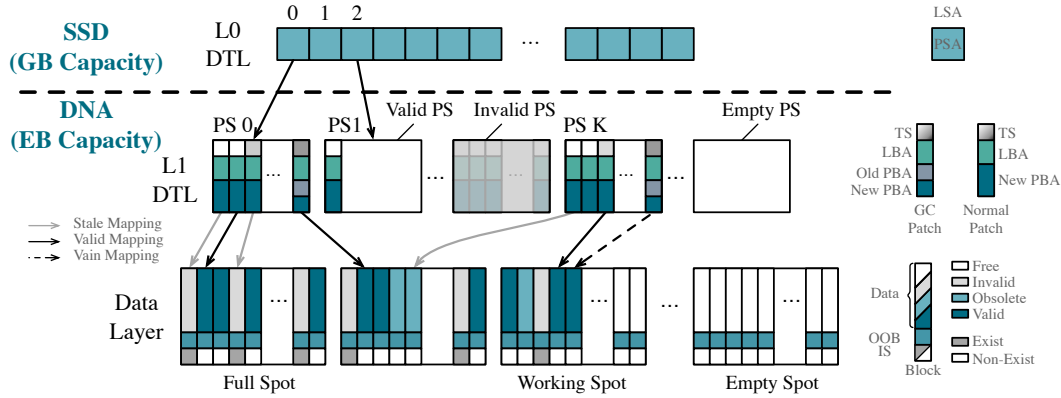 SSD
(GB Capacity)
L0
DTL
0 1 2
...
LSA
PSA
DNA
(EB Capacity)
PS 0
PS1
Valid PS
Invalid PS
PS K
Empty PS
L1
DTL
...
...
...
...
...
TS
LBA
Old PBA
New PBA
GC
Patch
TS
LBA
New PBA
Normal
Patch
Stale Mapping
Valid Mapping
Vain Mapping
Data
Layer
...
...
...
...
...
Full Spot
Working Spot
Empty Spot
Data
OOB
IS
Block
Free
Invalid
Obsolete
Valid
Exist
Non-Exist